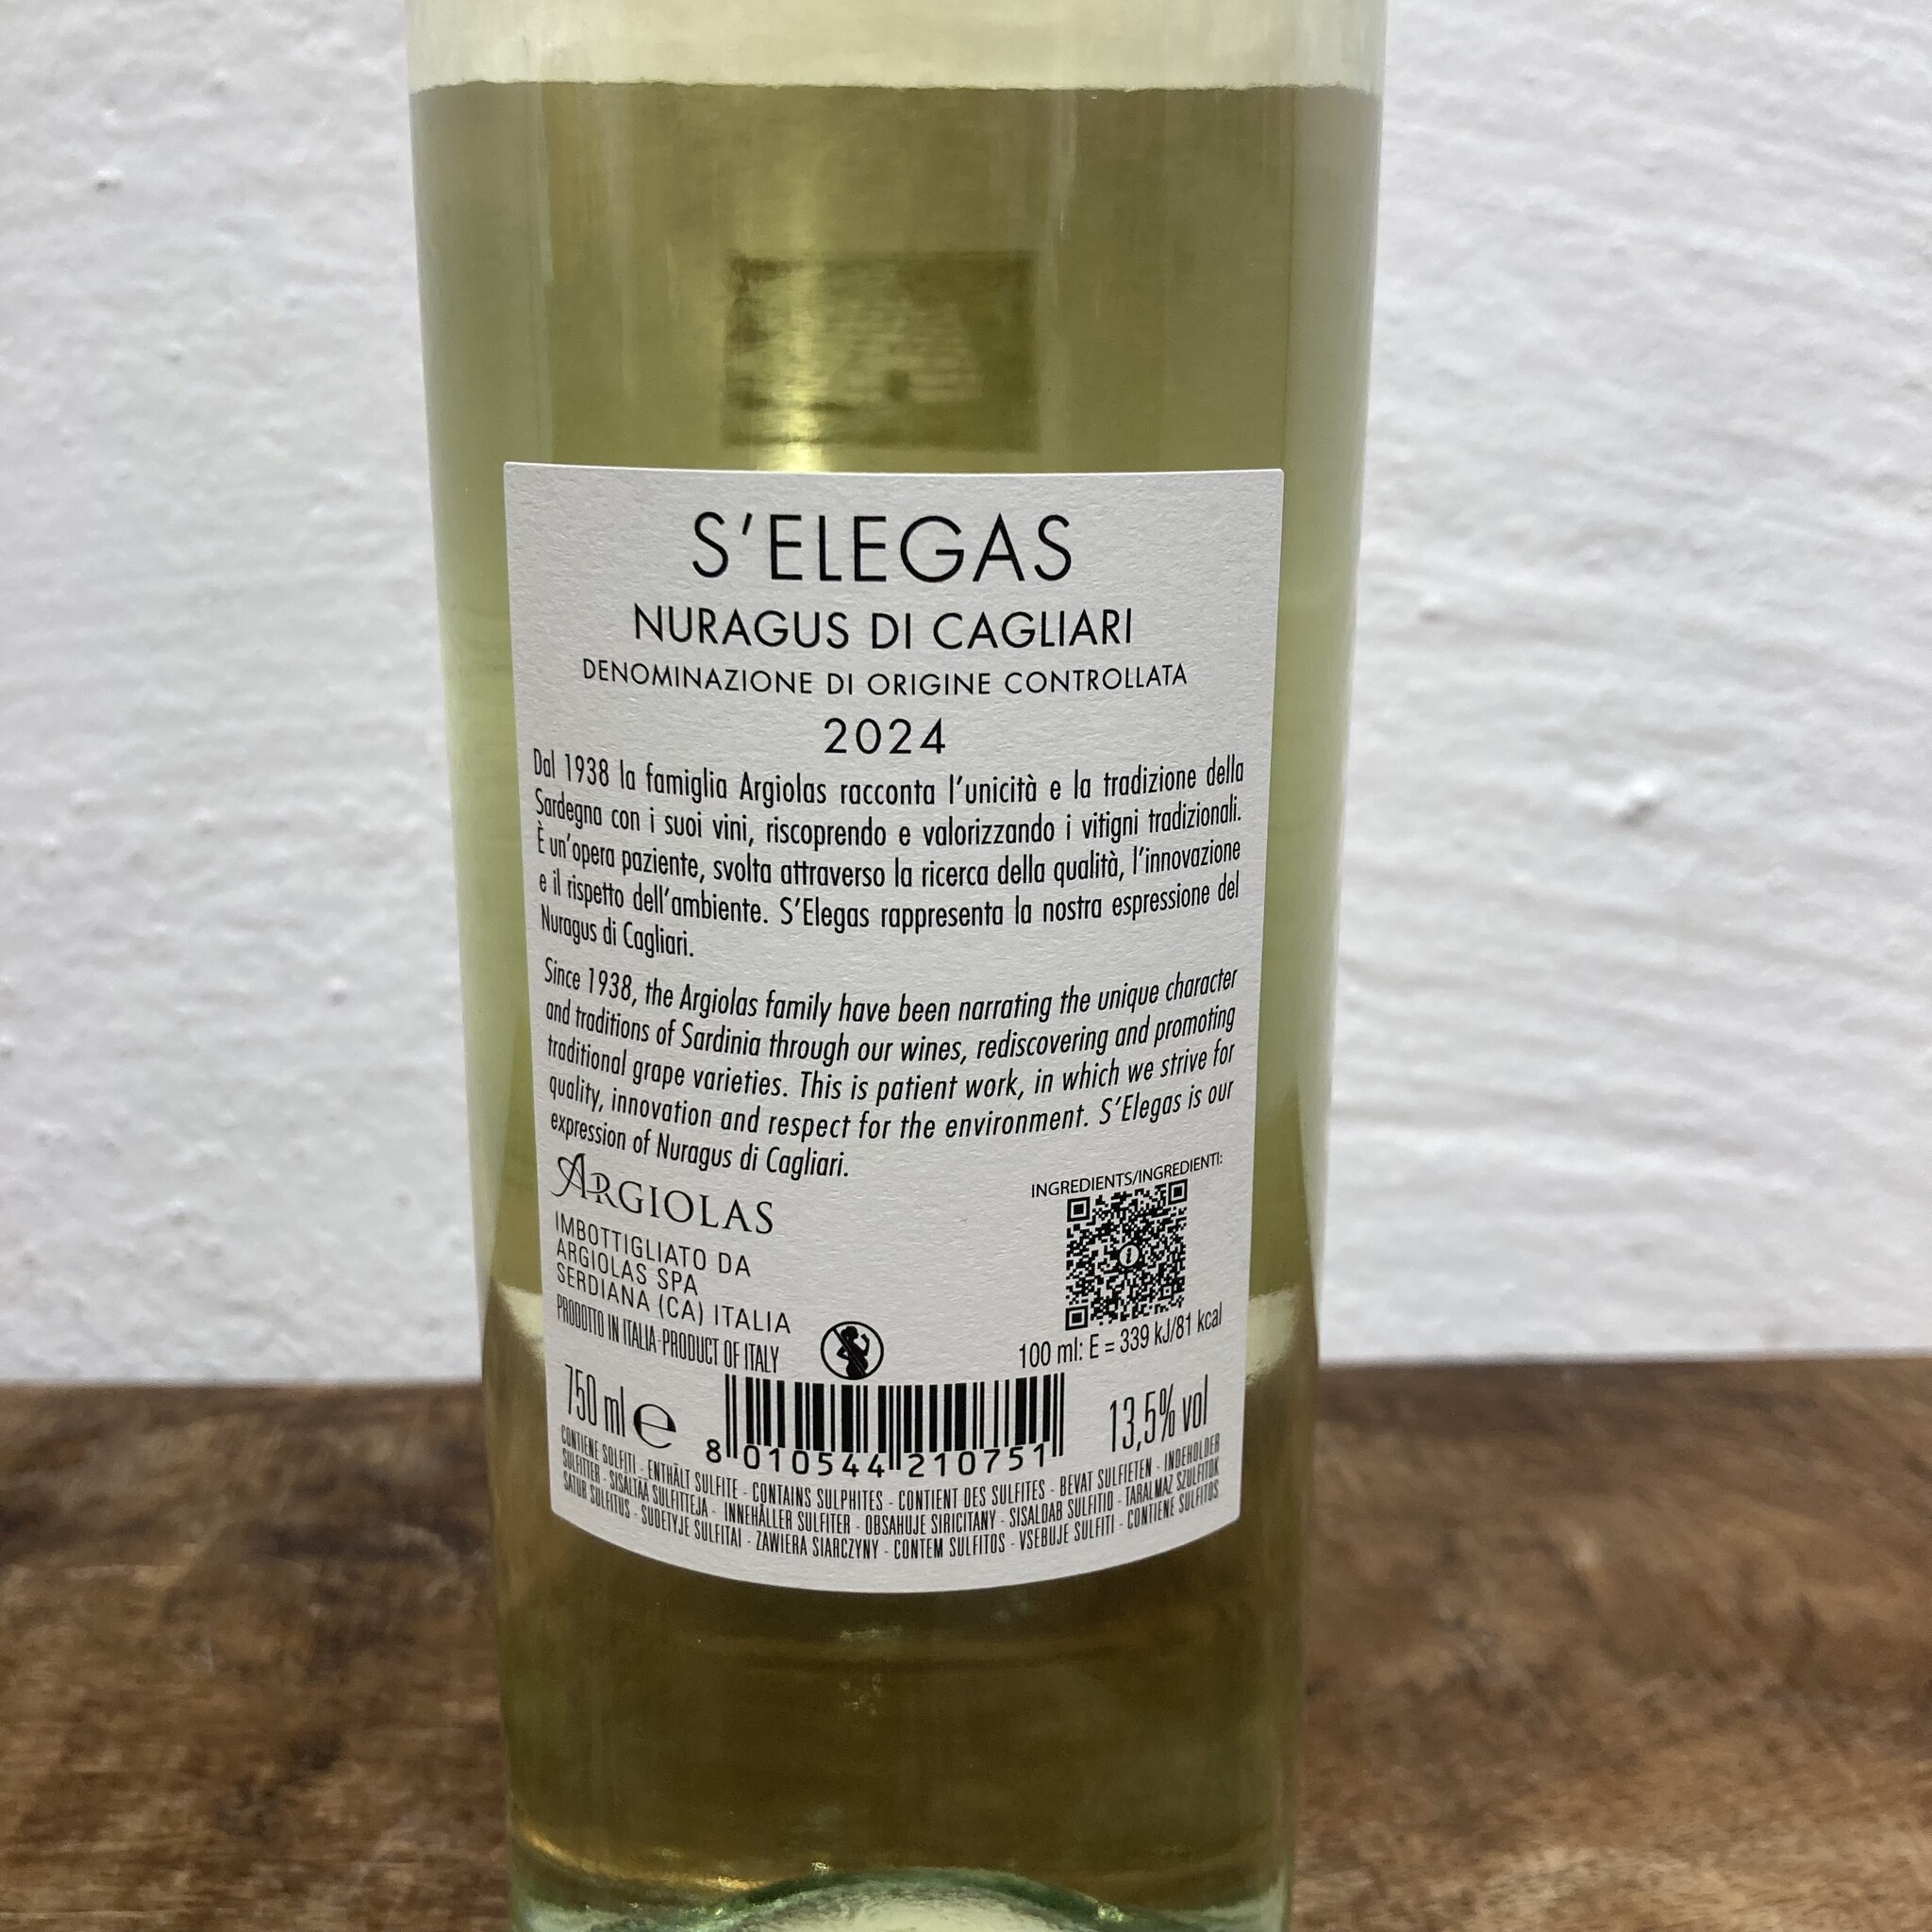 S'ELEGAS
NURAGUS DI CAGLIARI
DENOMINAZIONE DI ORIGINE CONTROLLATA
2024
Dal 1938 la famiglia Argiolas racconta l'unicità e la tradizione della
Sardegna con i suoi vini, riscoprendo e valorizzando i vitigni tradizionali.
È un'opera paziente, svolta attraverso la ricerca della qualità, l'innovazione
e il rispetto dell'ambiente. S'Elegas rappresenta la nostra espressione del
Nuragus di Cagliari.
Since 1938, the Argiolas family have been narrating the unique character
and traditions of Sardinia through our wines, rediscovering and promoting
traditional grape varieties. This is patient work, in which we strive for
quality, innovation and respect for the environment. S'Elegas is our
expression of Nuragus di Cagliari.
ARGIOLAS
IMBOTTIGLIATO DA
ARGIOLAS SPA
SERDIANA (CA) ITALIA
PRODOTTO IN ITALIA-PRODUCT OF ITALY
INGREDIENTS/INGREDIENTI:
i
100 ml: E = 339 kJ/81 kcal
750 ml e
8 010544 210751
13,5% vol
CONTIENE SOLFITI - ENTHÄLT SULFITE - CONTAINS SULPHITES - CONTIENT DES SULFITES - BEVAT SULFIETEN - INDEHOLDER
SULFITTER - SISÄLTÄÄ SULFITTEJA - INNEHÅLLER SULFITER - OBSAHUJE SIRICITANY - SISALDAB SULFITID - TARALMAZ SZULFITOK
SATUR SULFITUS - SUDETYJE SULFITAI - ZAWIERA SIARCZYNY - CONTEM SULFITOS - VSEBUJE SULFITI - CONTIENE SULFITOS